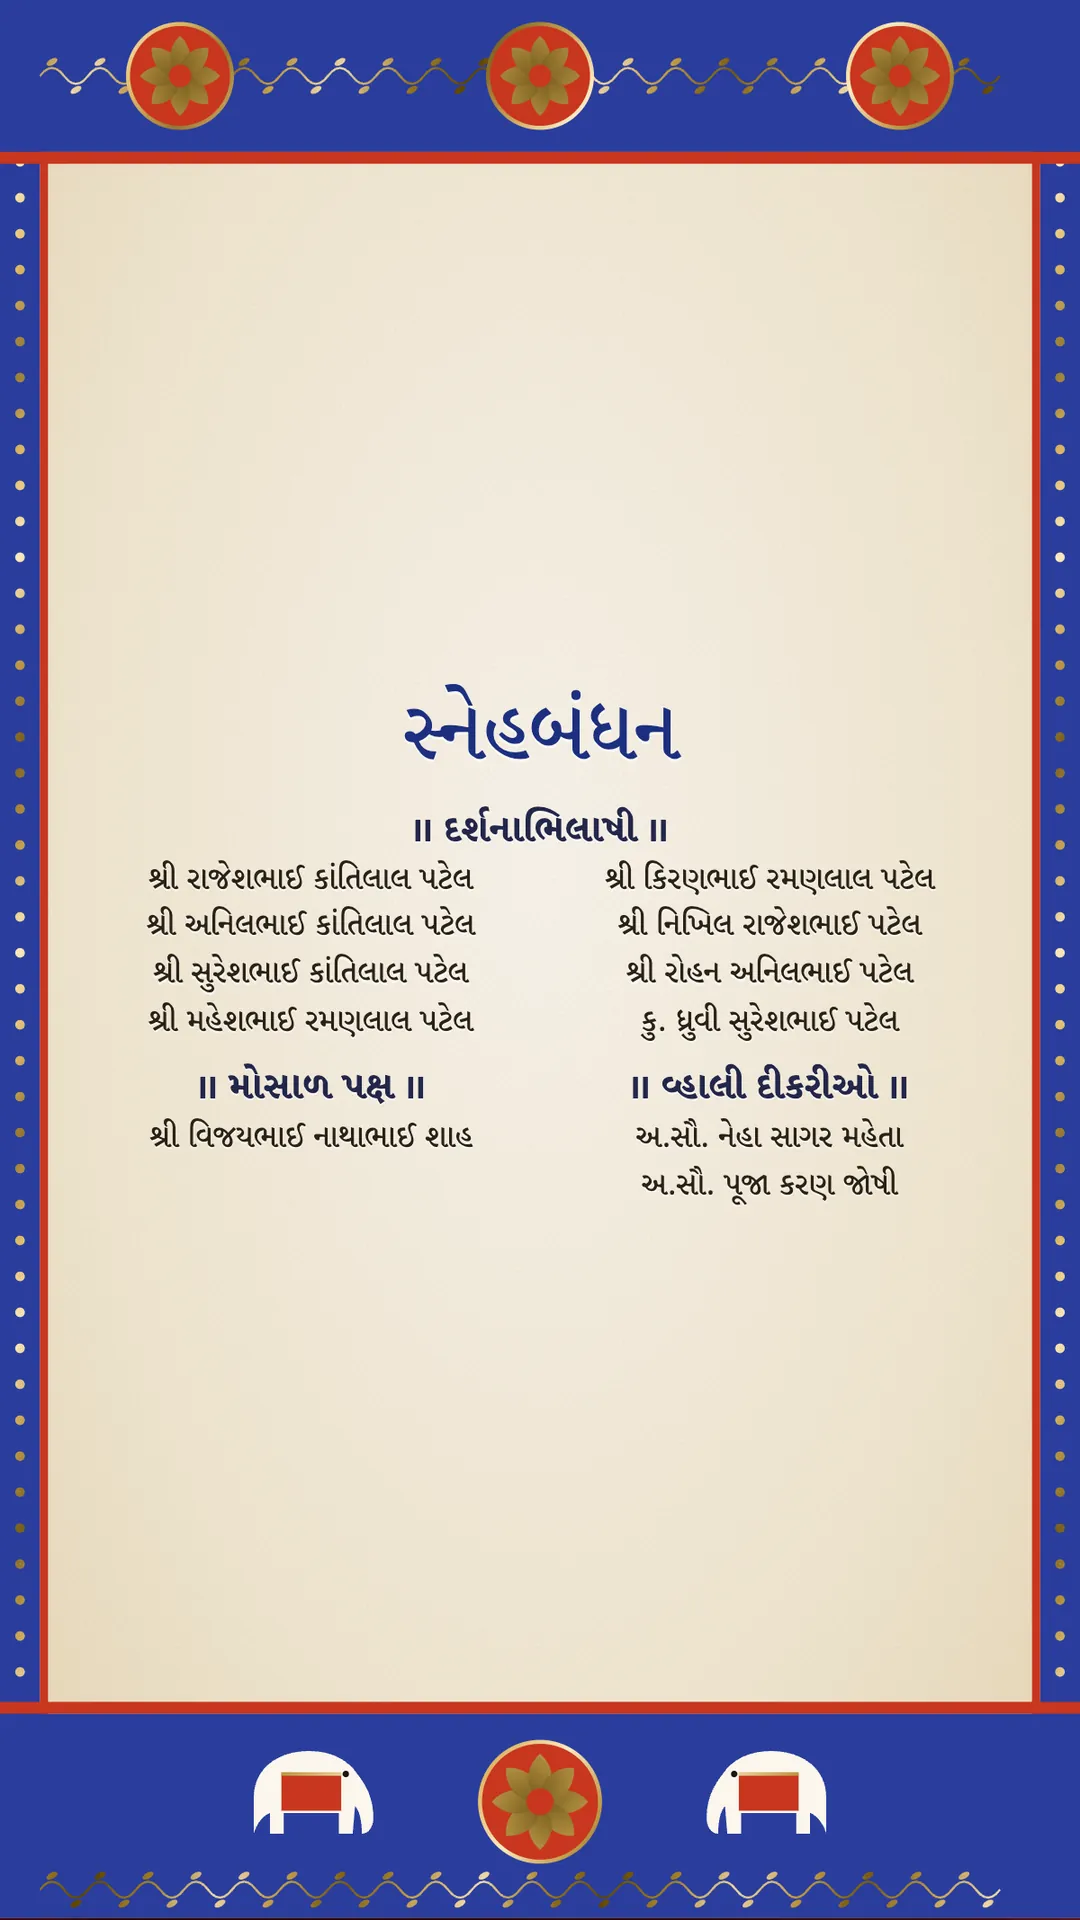 સ્નેહબંધન
॥ દર્શનાભિલાષી ॥
શ્રી રાજેશભાઈ કાંતિલાલ પટેલ
શ્રી અનિલભાઈ કાંતિલાલ પટેલ
શ્રી સુરેશભાઈ કાંતિલાલ પટેલ
શ્રી મહેશભાઈ રમણલાલ પટેલ
શ્રી કિરણભાઈ રમણલાલ પટેલ
શ્રી નિખિલ રાજેશભાઈ પટેલ
શ્રી રોહન અનિલભાઈ પટેલ
કુ. ધ્રુવી સુરેશભાઈ પટેલ
॥ મોસાળ પક્ષ ॥
શ્રી વિજયભાઈ નાથાભાઈ શાહ
॥ વ્હાલી દીકરીઓ ॥
અ.સૌ. નેહા સાગર મહેતા
અ.સૌ. પૂજા કરણ જોષી